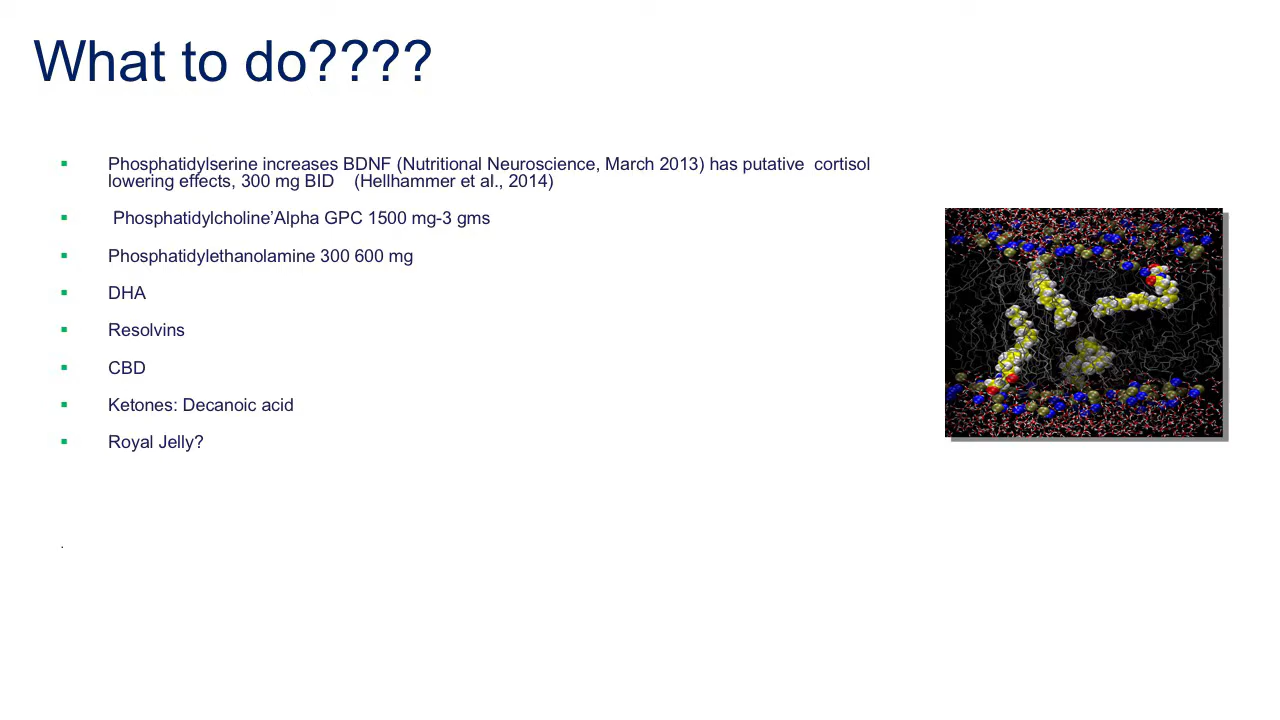 What to do????
▪ Phosphatidylserine increases BDNF (Nutritional Neuroscience, March 2013) has putative  cortisol
lowering effects, 300 mg BID    (Hellhammer et al., 2014)
▪ Phosphatidylcholine’Alpha GPC 1500 mg-3 gms
▪ Phosphatidylethanolamine 300 600 mg
▪ DHA
▪ Resolvins
▪ CBD
▪ Ketones: Decanoic acid
▪ Royal Jelly?
.